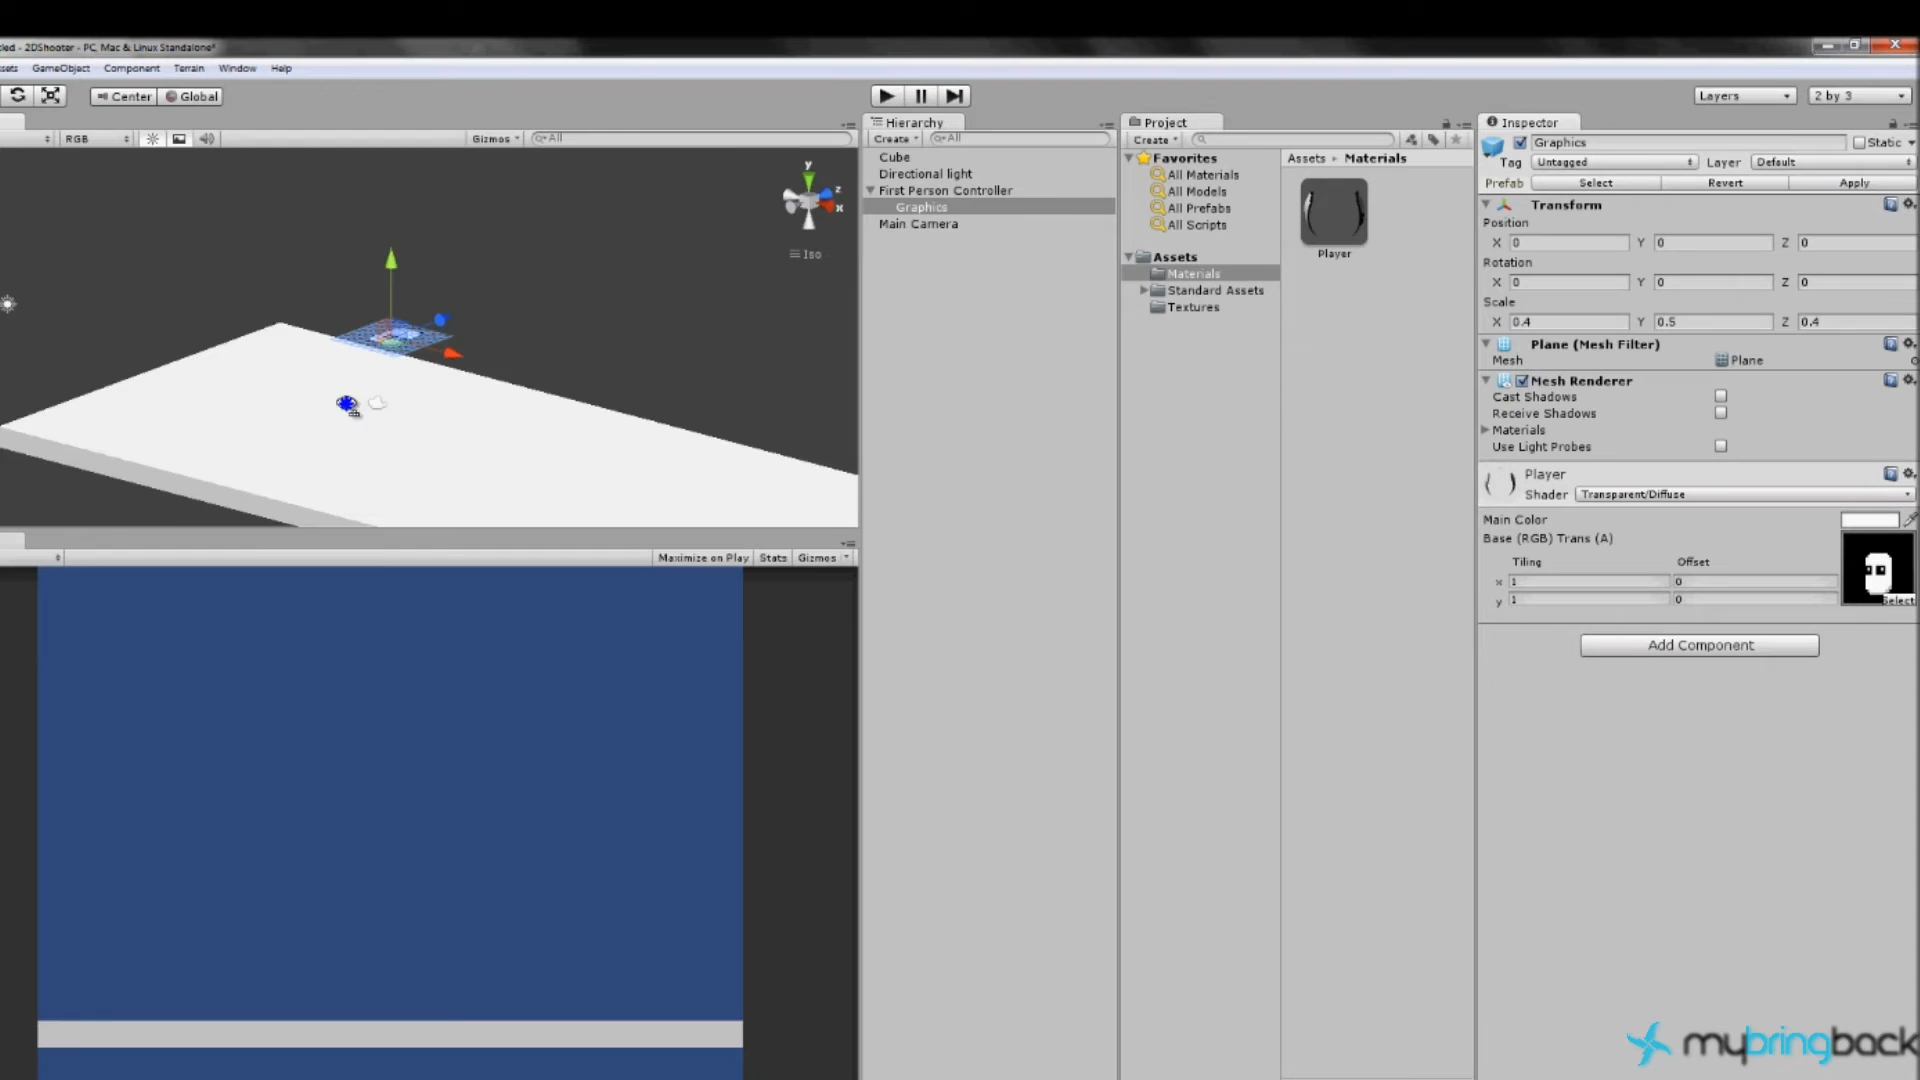 tled - 2DShooter - PC, Mac & Linux Standalone*
ssets GameObject Component Terrain Window Help
Center Global Layers 2 by 3
Hierarchy Project Inspector
RGB Gizmos All Create All Create
Graphics Static
Cube
Directional light
First Person Controller
Graphics
Main Camera
Favorites
All Materials
All Models
All Prefabs
All Scripts
Assets
Materials
Standard Assets
Textures
Assets Materials
Player
Tag Untagged Layer Default
Prefab Select Revert Apply
Transform
Position
X 0 Y 0 Z 0
Rotation
X 0 Y 0 Z 0
Scale
X 0.4 Y 0.5 Z 0.4
Plane (Mesh Filter)
Mesh Plane
Mesh Renderer
Cast Shadows
Receive Shadows
Materials
Use Light Probes
Player
Shader Transparent/Diffuse
Main Color
Base (RGB) Trans (A)
Tiling Offset
x 1 0
y 1 0
Select
Add Component
y
z
x
Iso
Maximize on Play Stats Gizmos
mybringback